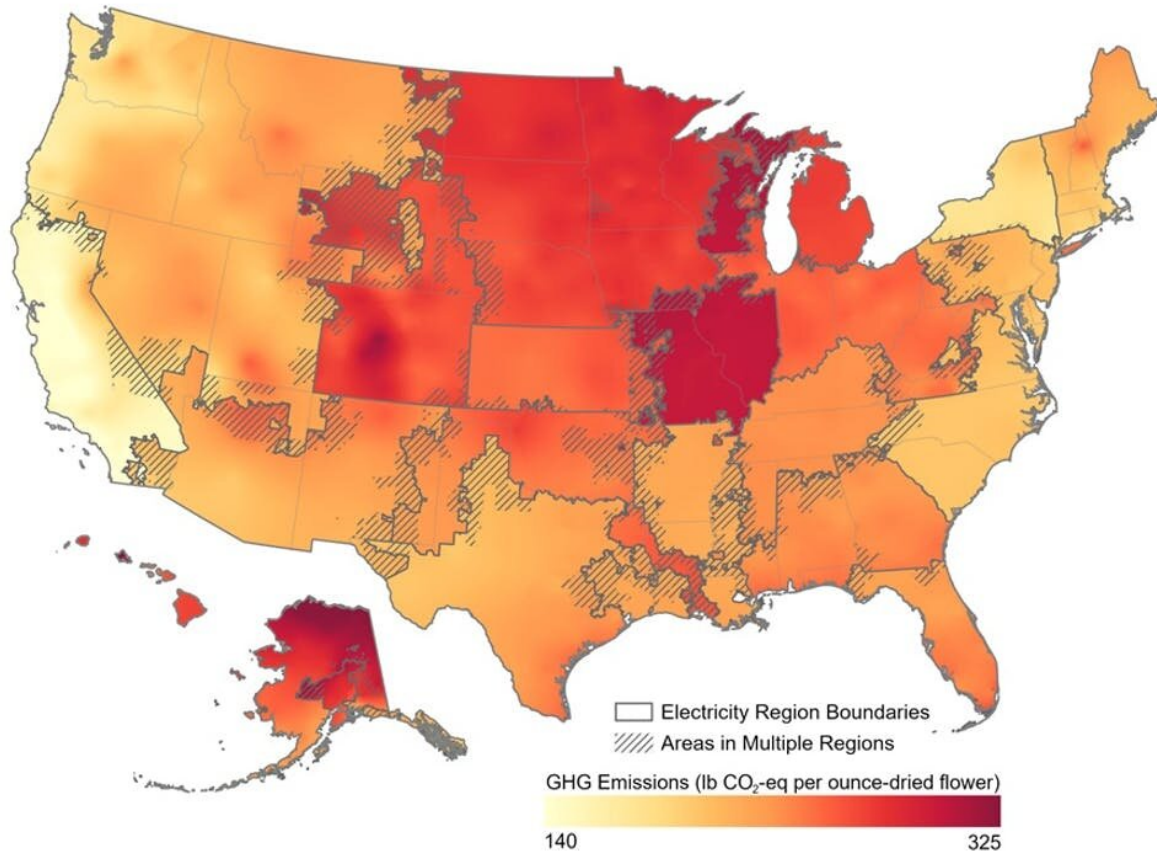 Electricity Region Boundaries
Areas in Multiple Regions
GHG Emissions (lb CO₂-eq per ounce-dried flower)
140 325